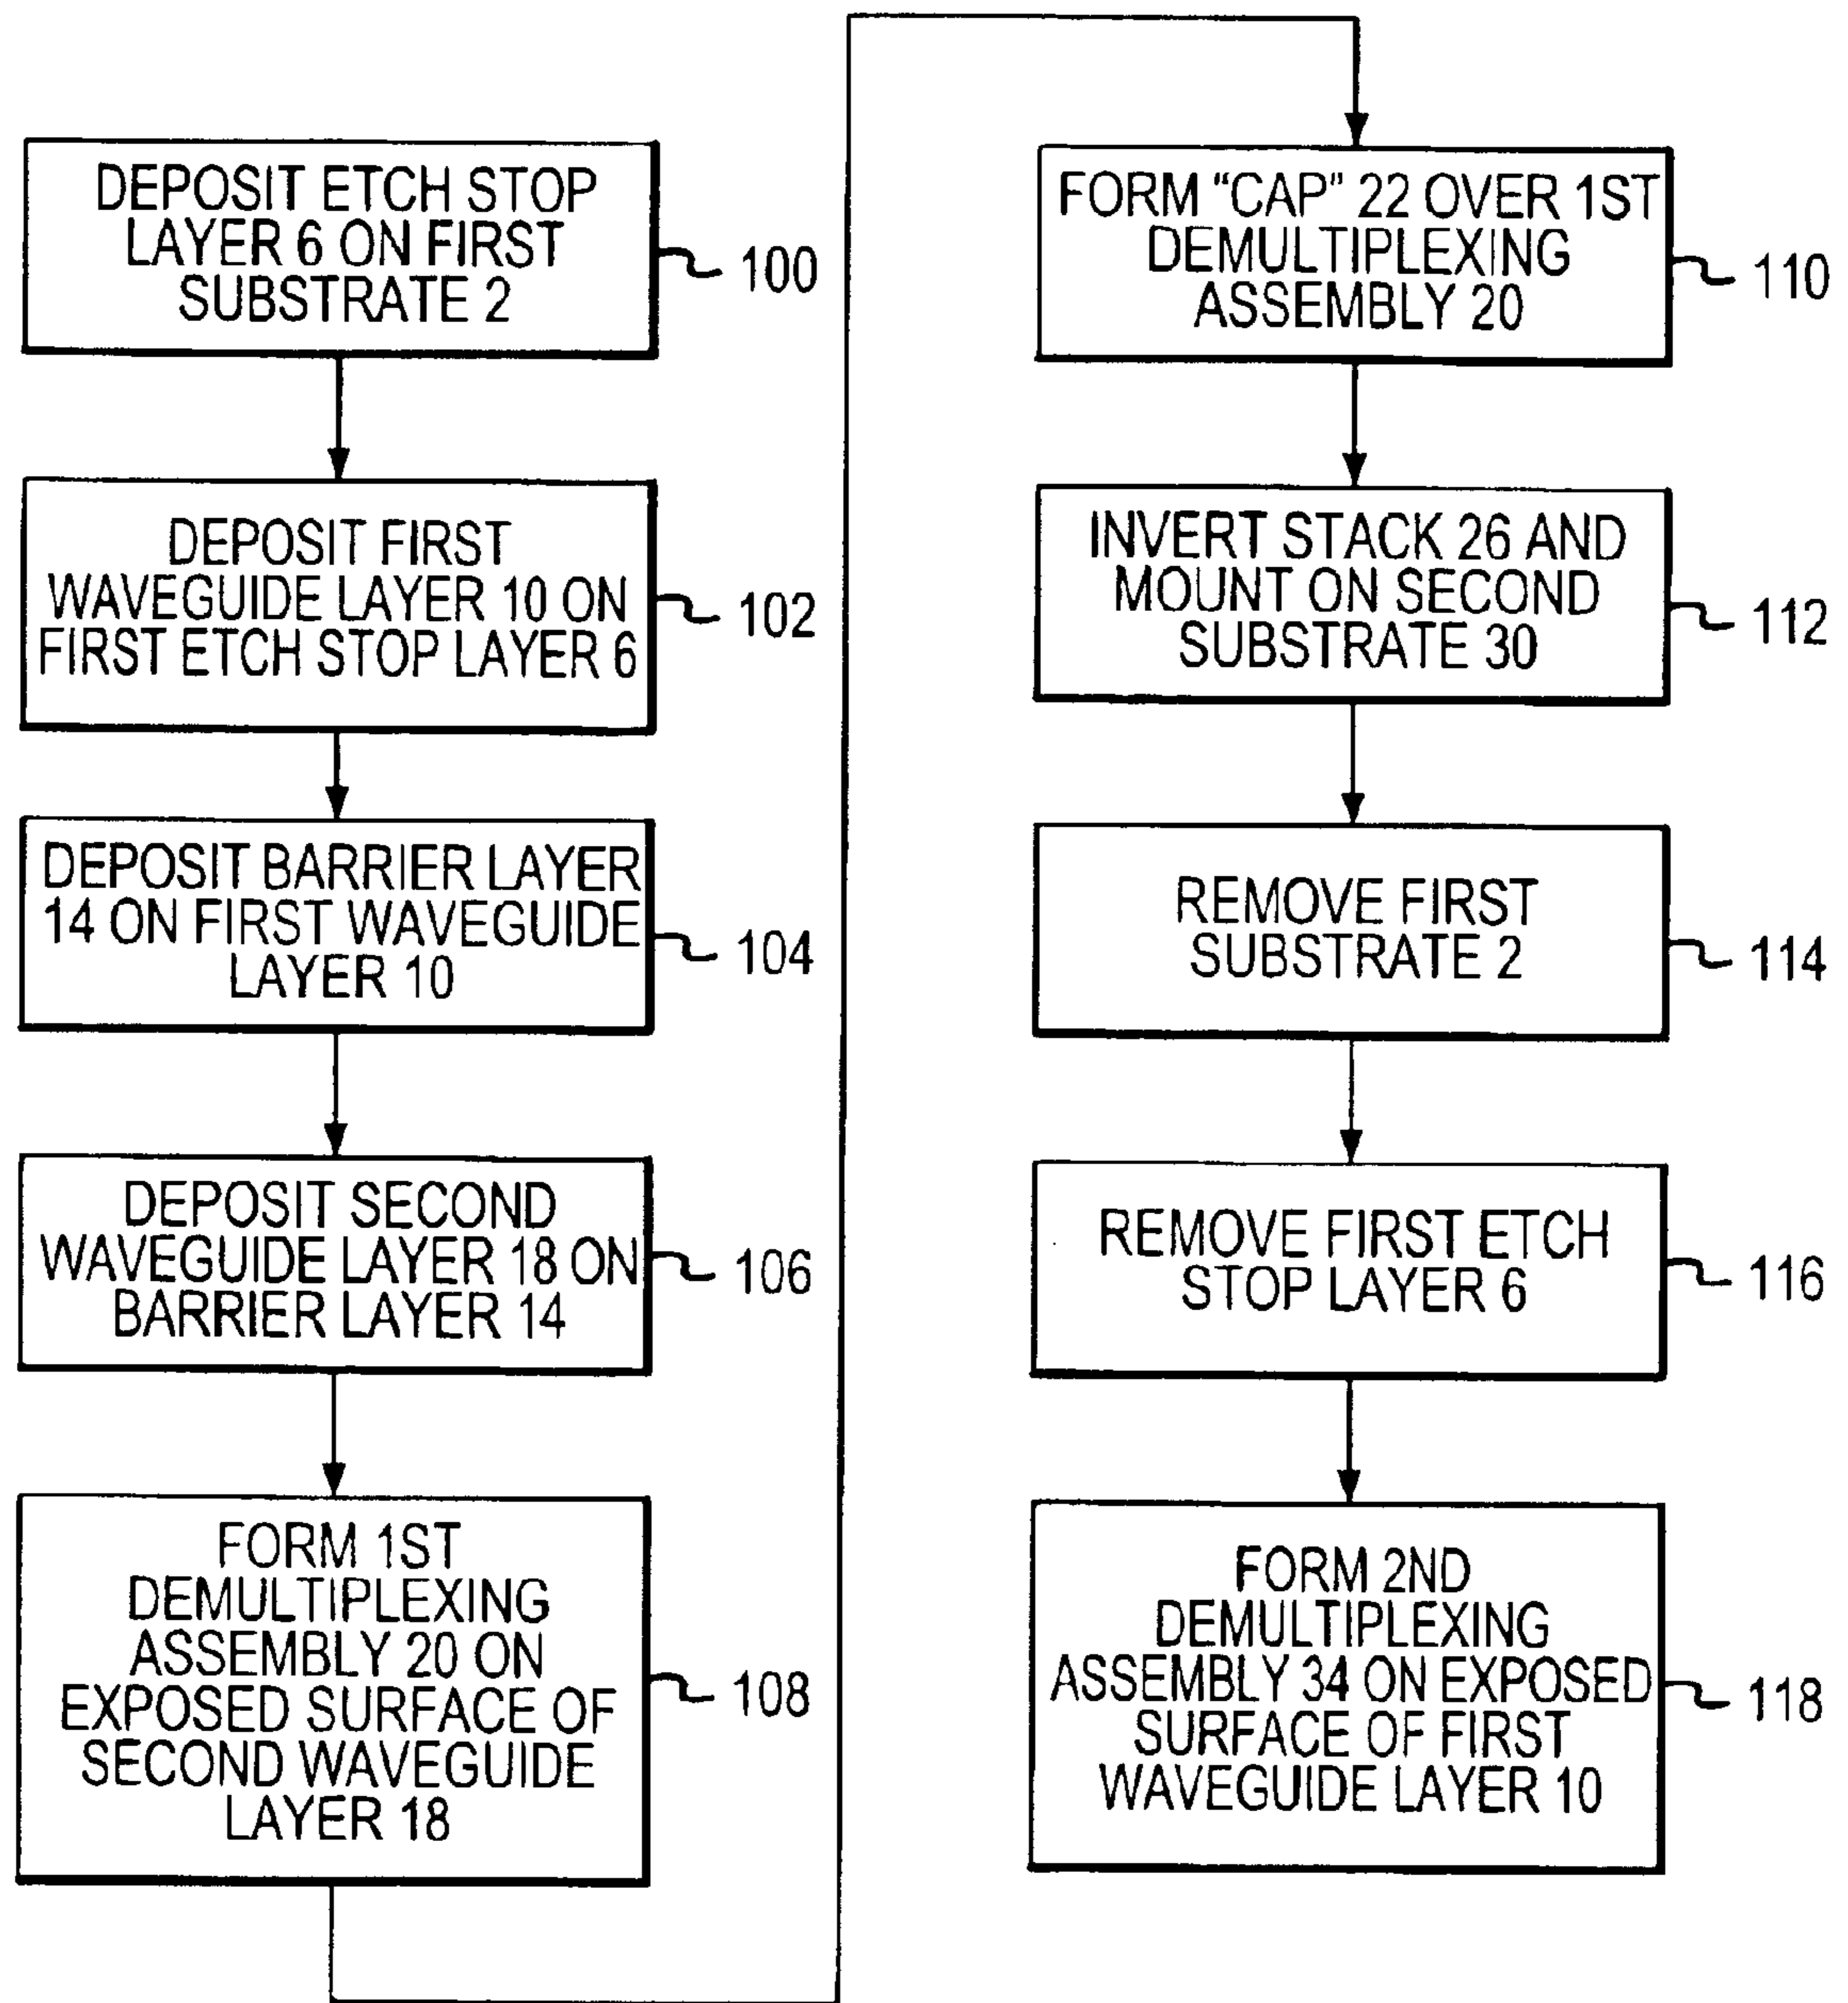 DEPOSIT ETCH STOP
LAYER 6 ON FIRST
SUBSTRATE 2
100
DEPOSIT FIRST
WAVEGUIDE LAYER 10 ON
FIRST ETCH STOP LAYER 6
102
DEPOSIT BARRIER LAYER
14 ON FIRST WAVEGUIDE
LAYER 10
104
DEPOSIT SECOND
WAVEGUIDE LAYER 18 ON
BARRIER LAYER 14
106
FORM 1ST
DEMULTIPLEXING
ASSEMBLY 20 ON
EXPOSED SURFACE OF
SECOND WAVEGUIDE
LAYER 18
108
FORM “CAP” 22 OVER 1ST
DEMULTIPLEXING
ASSEMBLY 20
110
INVERT STACK 26 AND
MOUNT ON SECOND
SUBSTRATE 30
112
REMOVE FIRST
SUBSTRATE 2
114
REMOVE FIRST ETCH
STOP LAYER 6
116
FORM 2ND
DEMULTIPLEXING
ASSEMBLY 34 ON EXPOSED
SURFACE OF FIRST
WAVEGUIDE LAYER 10
118